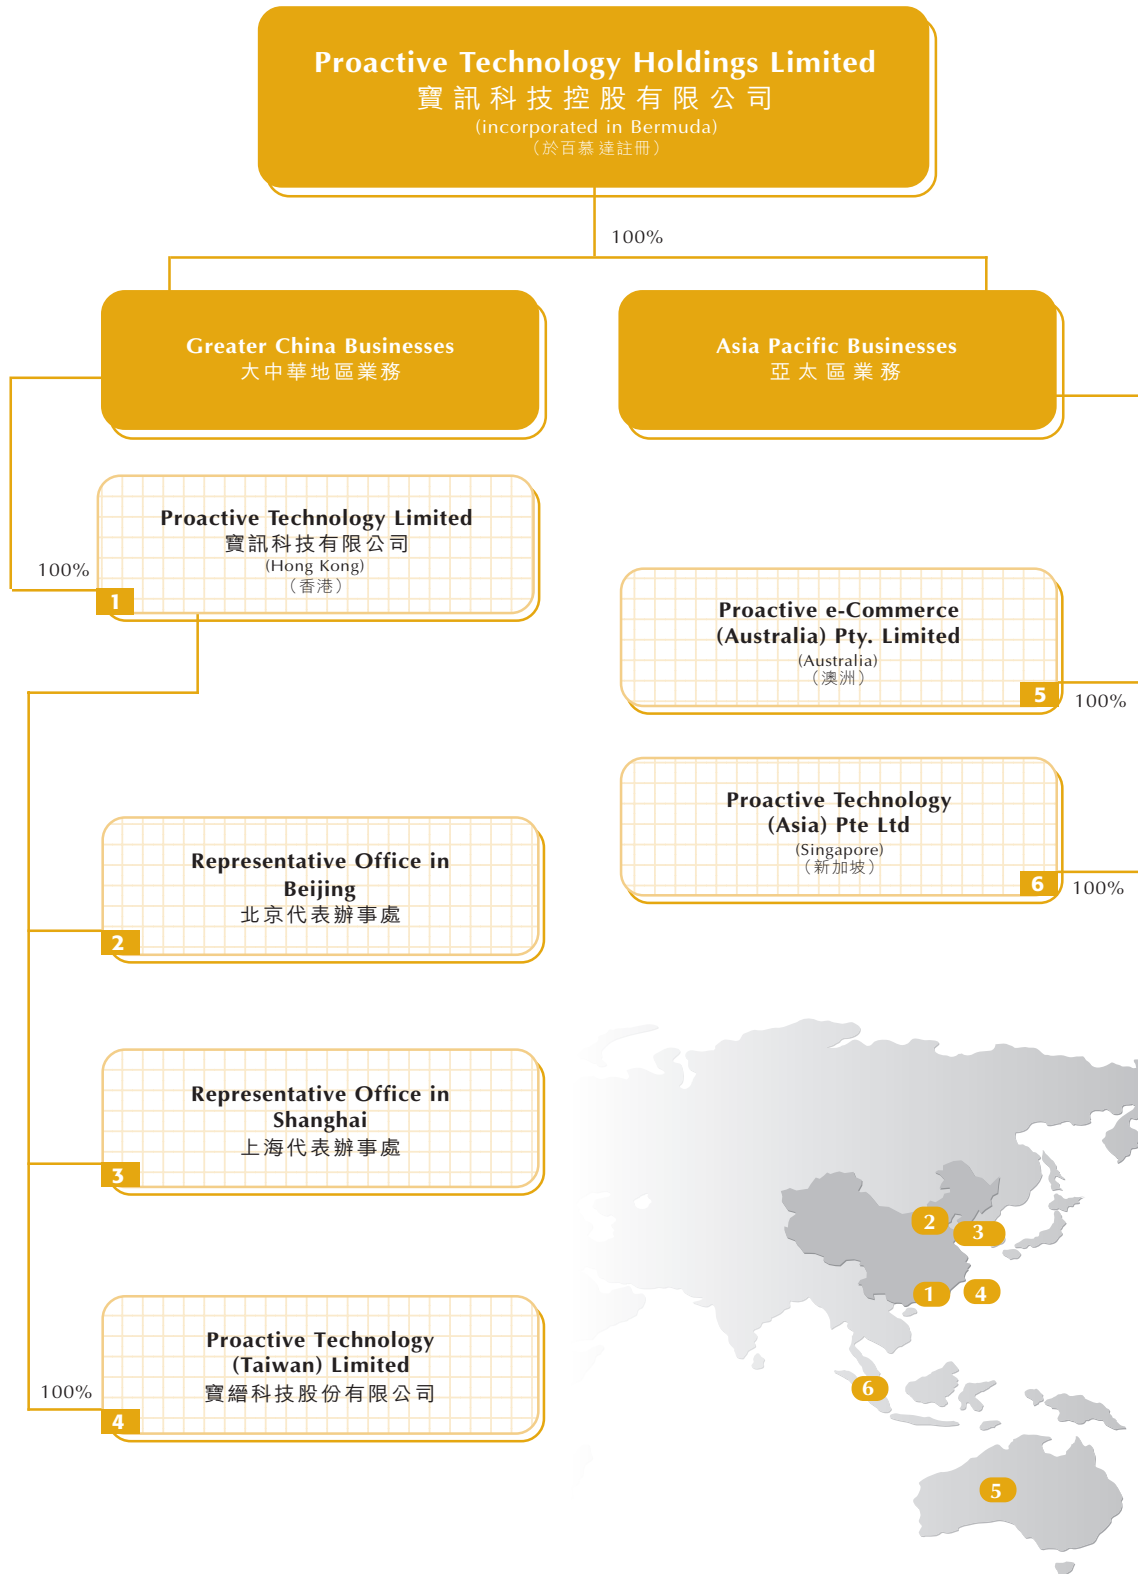 Proactive Technology Holdings Limited
寶訊科技控股有限公司
(incorporated in Bermuda)
（於百慕達註冊）
100%
Greater China Businesses
大中華地區業務
Asia Pacific Businesses
亞太區業務
Proactive Technology Limited
寶訊科技有限公司
(Hong Kong)
（香港）
100%
1
Proactive e-Commerce
(Australia) Pty. Limited
(Australia)
（澳洲）
5
100%
Proactive Technology
(Asia) Pte Ltd
(Singapore)
（新加坡）
6
100%
Representative Office in
Beijing
北京代表辦事處
2
Representative Office in
Shanghai
上海代表辦事處
3
Proactive Technology
(Taiwan) Limited
寶縉科技股份有限公司
100%
4
2
3
1
4
6
5